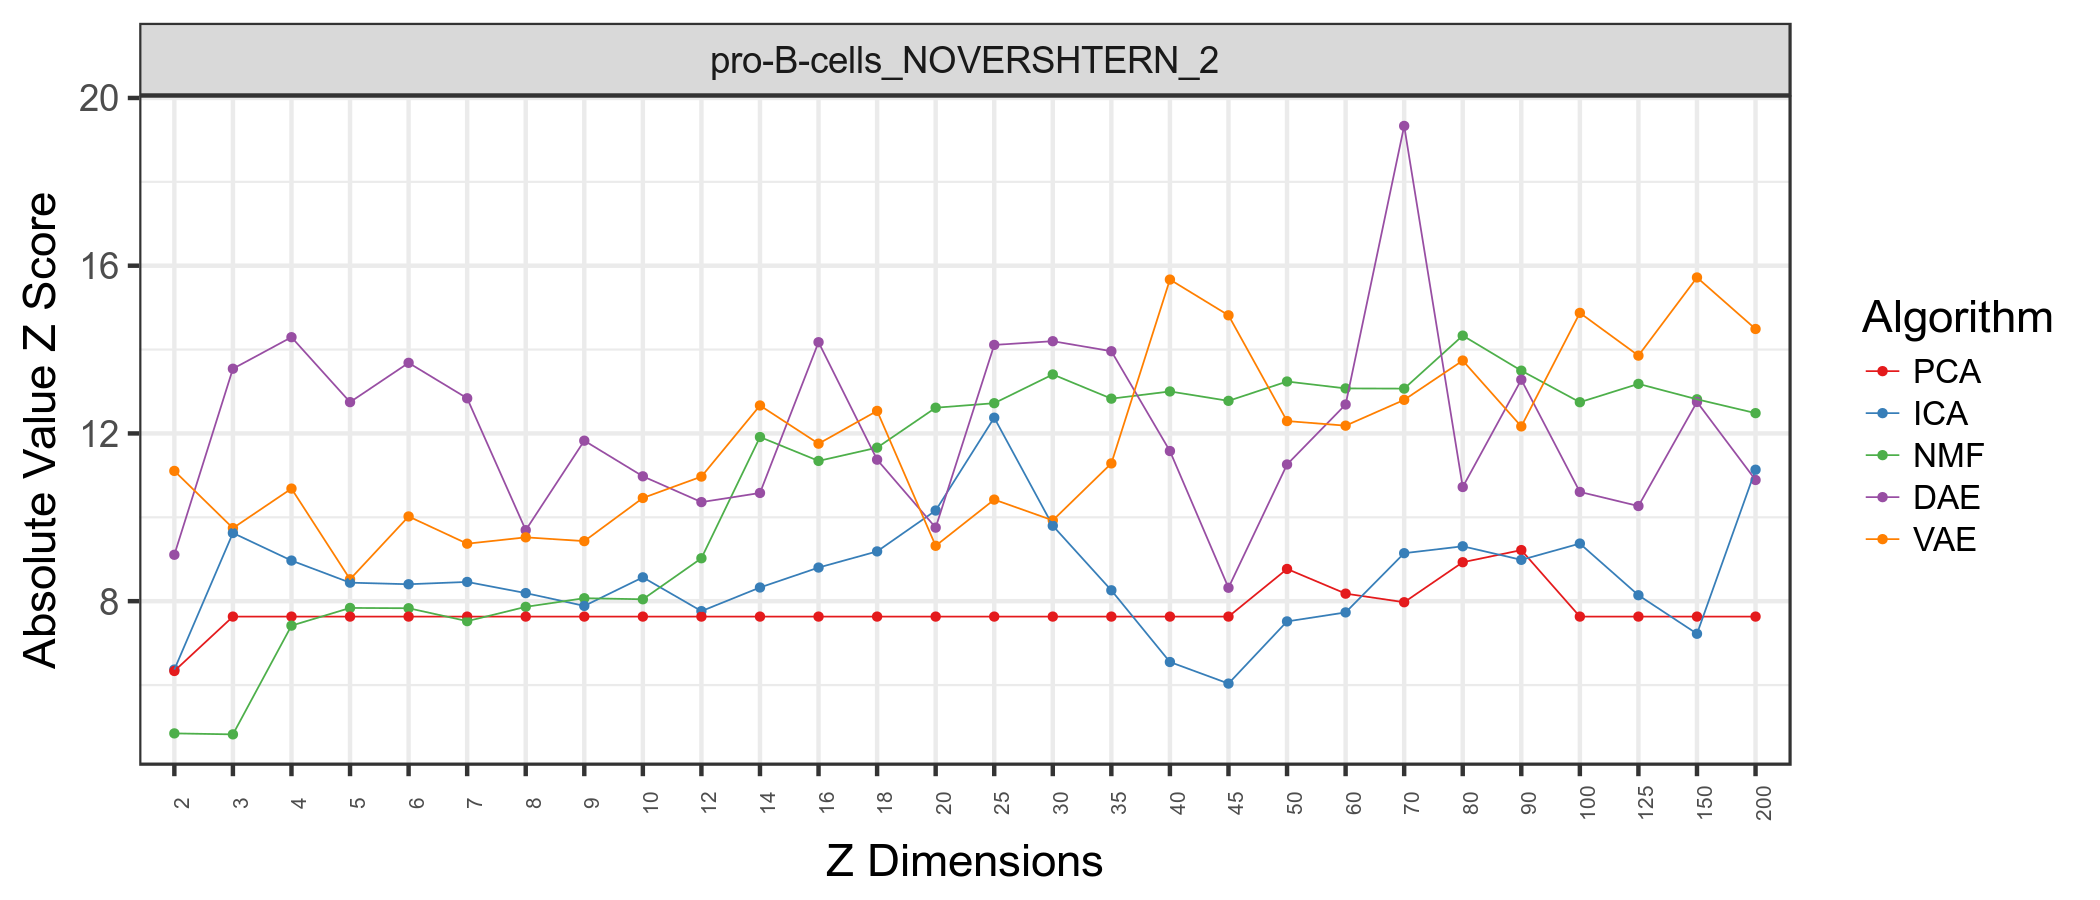 pro-B-cells_NOVERSHTERN_2
20
16
12
8
Absolute Value Z Score
2 3 4 5 6 7 8 9 10 12 14 16 18 20 25 30 35 40 45 50 60 70 80 90 100 125 150 200
Z Dimensions
Algorithm
PCA
ICA
NMF
DAE
VAE